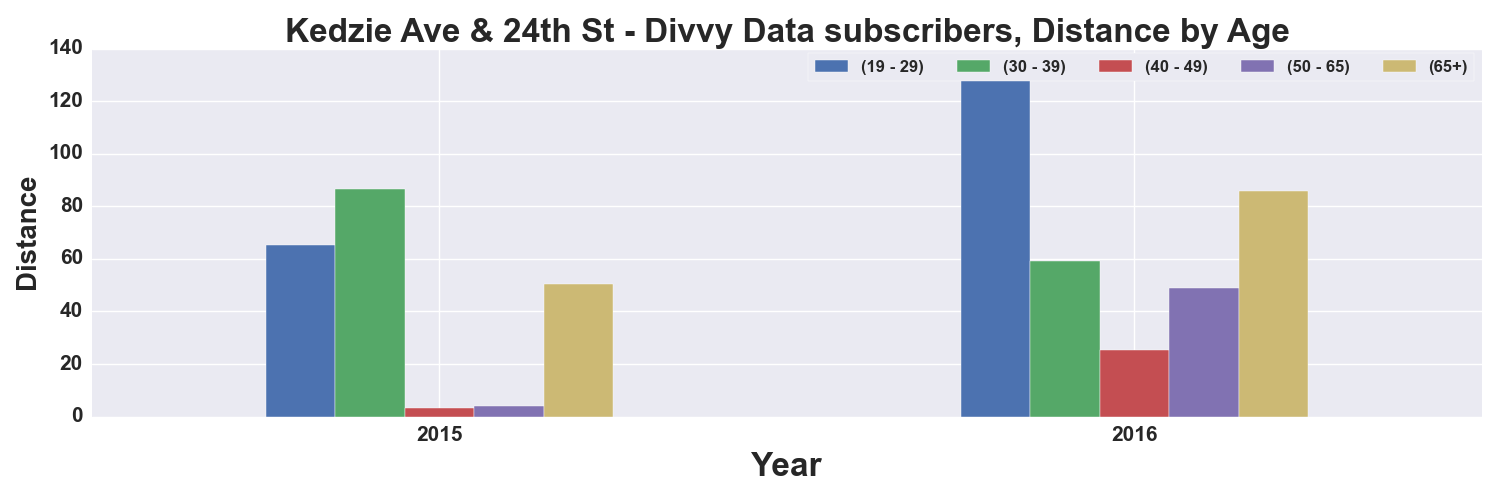 Kedzie Ave & 24th St - Divvy Data subscribers, Distance by Age
140
120
100
80
60
40
20
0
Distance
(19 - 29) (30 - 39) (40 - 49) (50 - 65) (65+)
2015 2016
Year